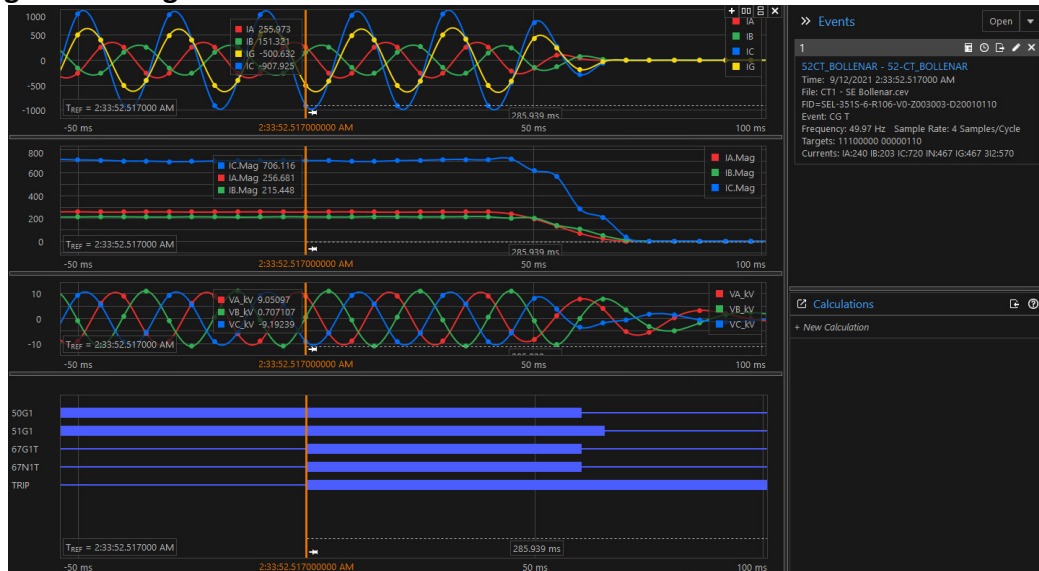 1000
500
0
-500
-1000
IA 255.973
IB 151.321
IG -500.632
IC -907.925
IA
IB
IC
IG
TREF = 2:33:52.517000 AM
285.939 ms
-50 ms
2:33:52.517000000 AM
50 ms
100 ms
800
600
400
200
0
IC.Mag 706.116
IA.Mag 256.681
IB.Mag 215.448
IA.Mag
IB.Mag
IC.Mag
TREF = 2:33:52.517000 AM
285.939 ms
-50 ms
2:33:52.517000000 AM
50 ms
100 ms
10
0
-10
VA_kV 9.05097
VB_kV 0.707107
VC_kV -9.19239
VA_kV
VB_kV
VC_kV
TREF = 2:33:52.517000 AM
-50 ms
2:33:52.517000000 AM
50 ms
100 ms
50G1
51G1
67G1T
67N1T
TRIP
TREF = 2:33:52.517000 AM
285.939 ms
-50 ms
2:33:52.517000000 AM
50 ms
100 ms
Events
Open
1
52CT_BOLLENAR - 52-CT_BOLLENAR
Time: 9/12/2021 2:33:52.517000 AM
File: CT1 - SE Bollenar.cev
FID=SEL-351S-6-R106-V0-Z003003-D20010110
Event: CG T
Frequency: 49.97 Hz Sample Rate: 4 Samples/Cycle
Targets: 11100000 00000110
Currents: IA:240 IB:203 IC:720 IN:467 IG:467 3I2:570
Calculations
+ New Calculation